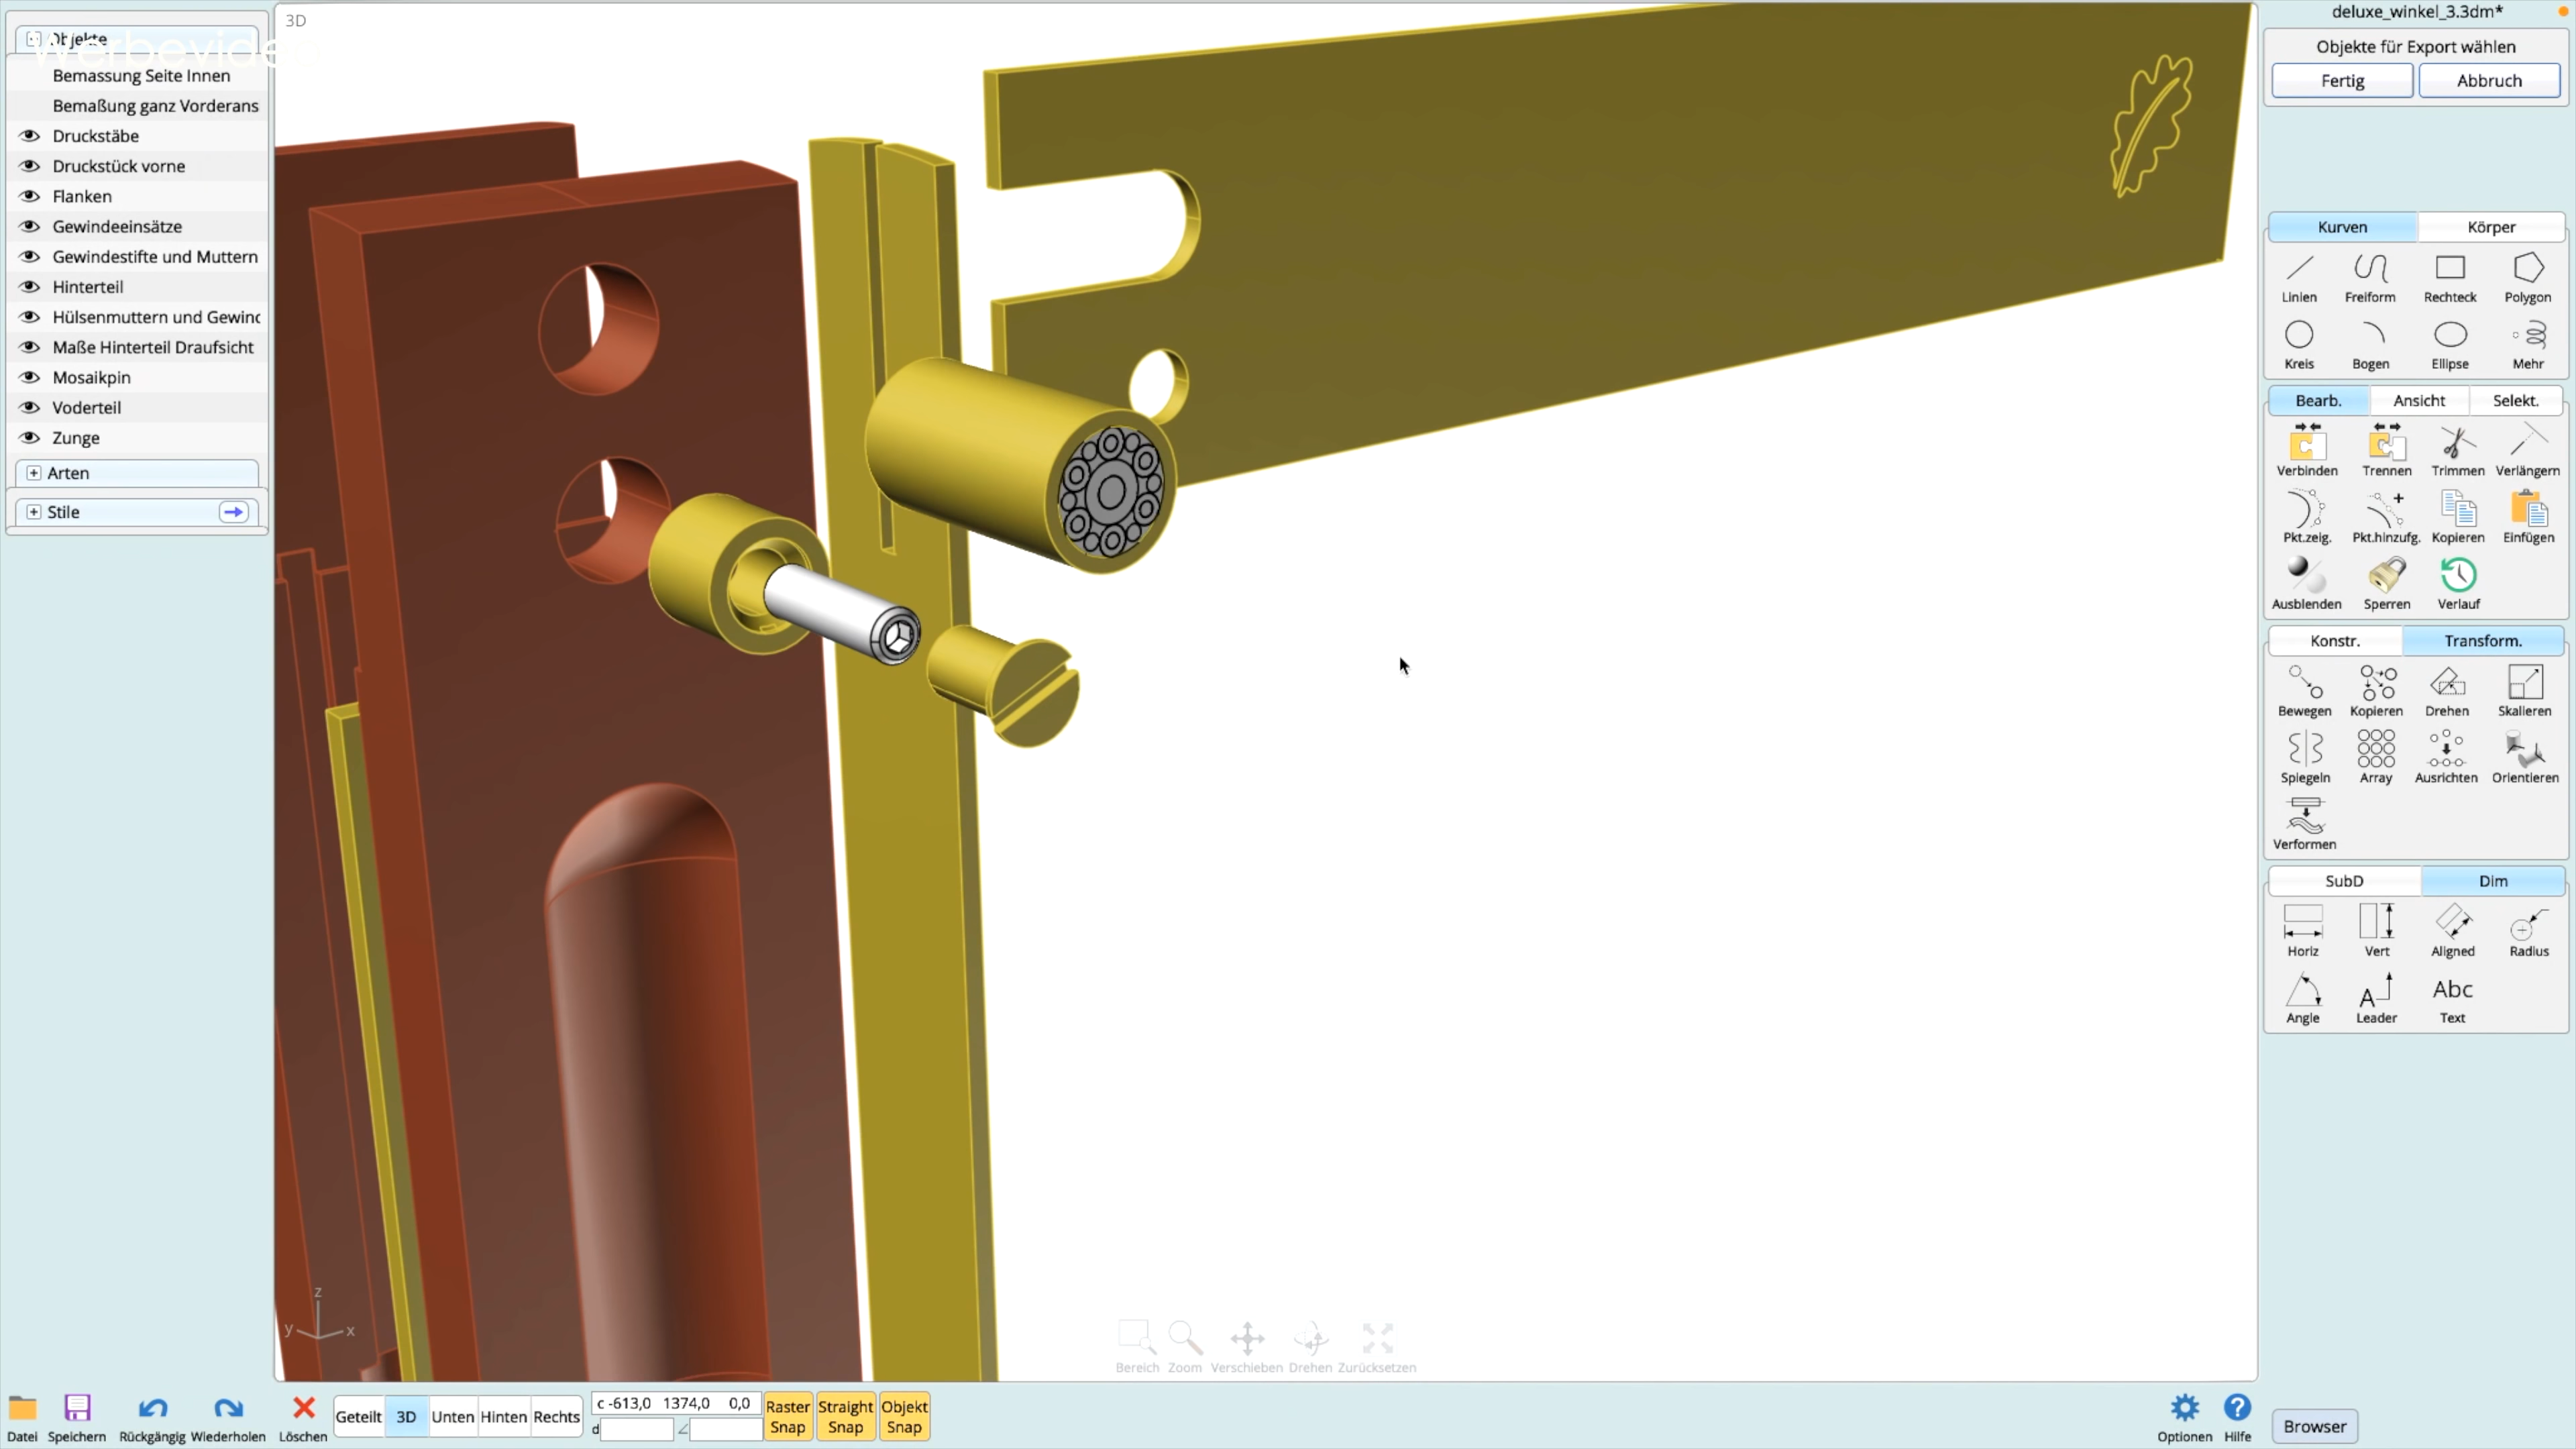 Objekte
Werbevide
Bemassung Seite Innen
Bemaßung ganz Vorderans
Druckstäbe
Druckstück vorne
Flanken
Gewindeeinsätze
Gewindestifte und Muttern
Hinterteil
Hülsenmuttern und Gewind
Maße Hinterteil Draufsicht
Mosaikpin
Voderteil
Zunge
Arten
Stile
3D
z
y x
Bereich Zoom Verschieben Drehen Zurücksetzen
deluxe_winkel_3.3dm*
Objekte für Export wählen
Fertig Abbruch
Kurven Körper
Linien Freiform Rechteck Polygon
Kreis Bogen Ellipse Mehr
Bearb. Ansicht Selekt.
Verbinden Trennen Trimmen Verlängern
Pkt.zeig. Pkt.hinzufg. Kopieren Einfügen
Ausblenden Sperren Verlauf
Konstr. Transform.
Bewegen Kopieren Drehen Skalieren
Spiegeln Array Ausrichten Orientieren
Verformen
SubD Dim
Horiz Vert Aligned Radius
A Abc
Angle Leader Text
Datei Speichern Rückgängig Wiederholen Löschen
Geteilt 3D Unten Hinten Rechts
c -613,0 1374,0 0,0
d
Raster Snap
Straight Snap
Objekt Snap
Optionen Hilfe
Browser